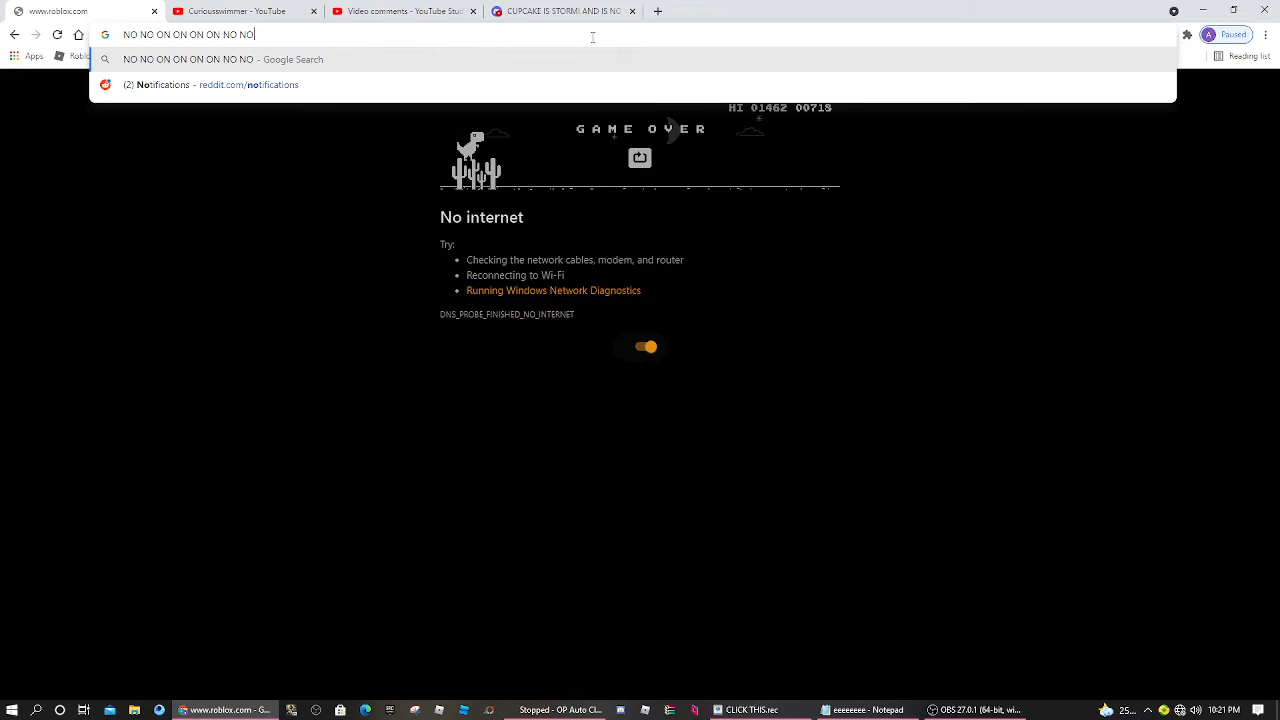 www.roblox.com
Curiousswimmer - YouTube
Video comments - YouTube Stu
CUPCAKE IS STORMI AND IS NG
NO NO ON ON ON ON NO NO
Paused
Apps
Roblo
Reading list
NO NO ON ON ON ON NO NO - Google Search
(2) Notifications - reddit.com/notifications
HI 01462 00718
GAME OVER
No internet
Try:
Checking the network cables, modem, and router
Reconnecting to Wi-Fi
Running Windows Network Diagnostics
DNS_PROBE_FINISHED_NO_INTERNET
www.roblox.com - G...
Stopped - OP Auto Cl...
CLICK THIS.rec
eeeeeeee - Notepad
OBS 27.0.1 (64-bit, wi...
25...
10:21 PM